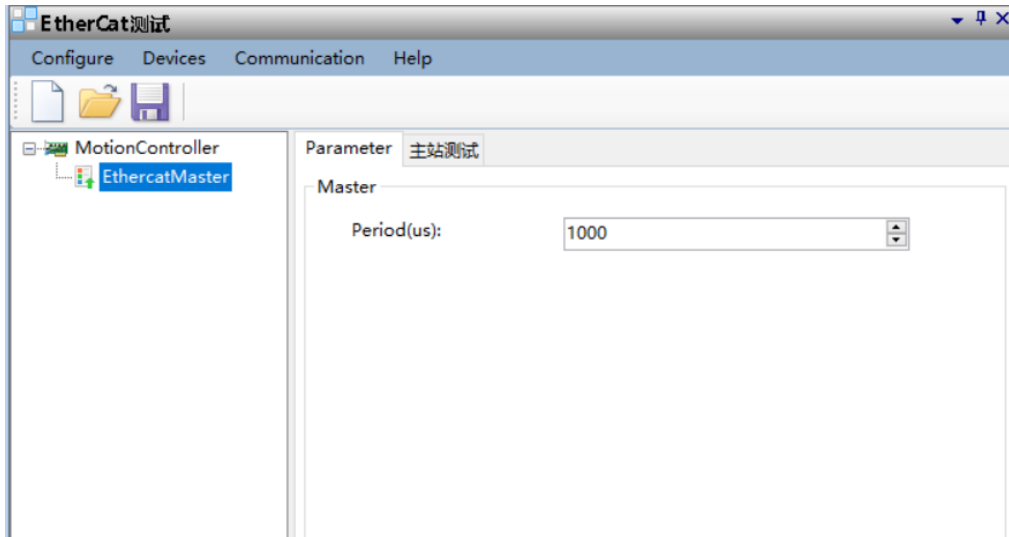 EtherCat测试
Configure Devices Communication Help
MotionController
EthercatMaster
Parameter 主站测试
Master
Period(us): 1000